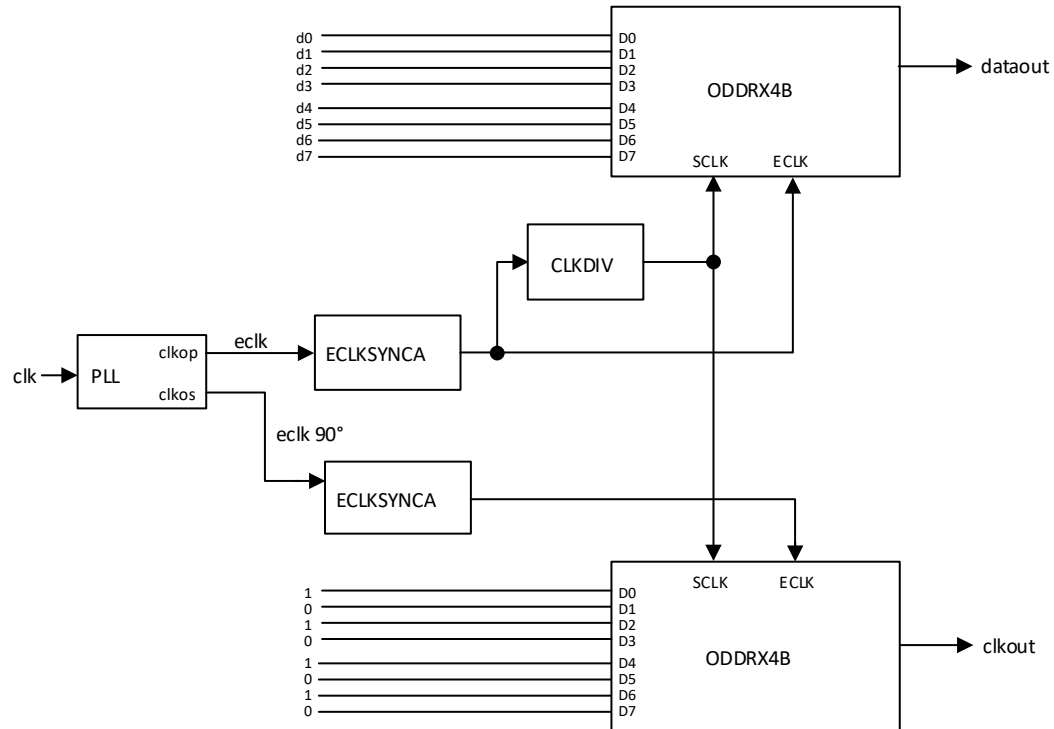 d0 D0
d1 D1
d2 D2
d3 D3
ODDRX4B
dataout
d4 D4
d5 D5
d6 D6
d7 D7
SCLK ECLK
CLKDIV
eclk
clkop
ECLKSYNCA
clk
PLL
clkos
eclk 90°
ECLKSYNCA
SCLK ECLK
1 D0
0 D1
1 D2
0 D3
ODDRX4B
clkout
1 D4
0 D5
1 D6
0 D7